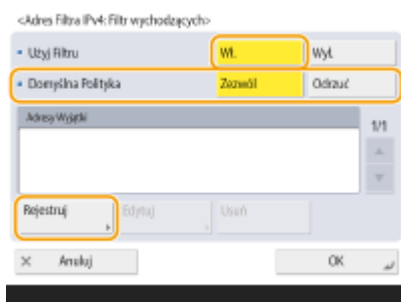 <Adres Filtra IPv4: Filtr wychodzących>
Użyj Filtru Wł. Wył.
Domyślna Polityka Zezwól Odrzuć
Adresy Wyjątki
1/1
Rejestruj Edytuj Usuń
Anuluj OK